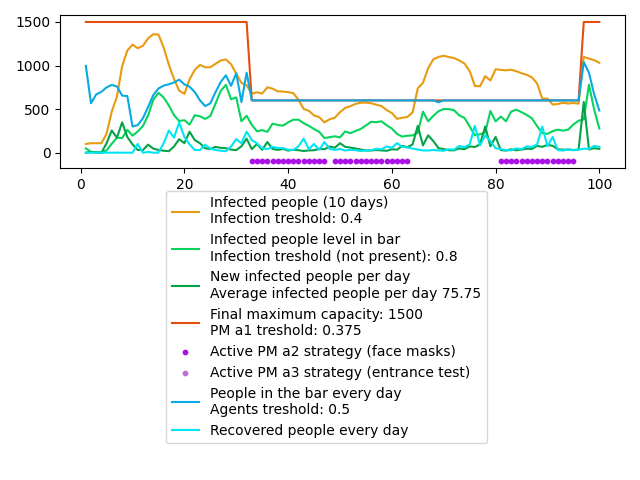 1500
1000
500
0
0
20
40
60
80
100
Infected people (10 days)
Infection treshold: 0.4
Infected people level in bar
Infection treshold (not present): 0.8
New infected people per day
Average infected people per day 75.75
Final maximum capacity: 1500
PM a1 treshold: 0.375
Active PM a2 strategy (face masks)
Active PM a3 strategy (entrance test)
People in the bar every day
Agents treshold: 0.5
Recovered people every day